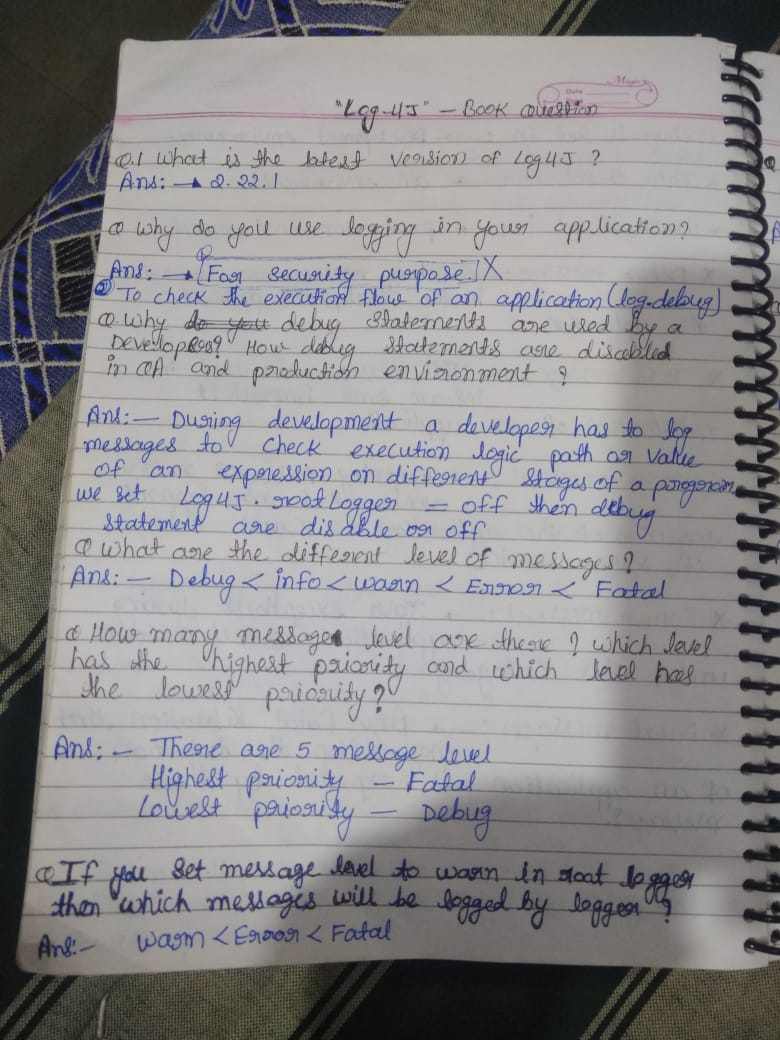 Magic
Date
"Log-4J" - Book Question
Q.1 What is the latest version of Log4J ?
Ans: → 2.22.1
Q Why do you use logging in your application?
① Ans: → For security purpose. X
② To check the execution flow of an application (log.debug)
Q. Why do you debug statements are used by a
Developers? How debug statements are disabled
in QA and production environment ?
Ans:- During development a developer has to log
messages to check execution logic path or value
of an expression on different stages of a program
we set Log4J. rootLogger = off then debug
statement are disable or off
Q What are the different level of messages?
Ans:- Debug < info < warn < Error < Fatal
Q How many message level are there ? which level
has the highest priority and which level has
the lowest priority?
Ans:- There are 5 message level
Highest priority - Fatal
Lowest priority - Debug
Q If you set message level to warn in root logger
then which messages will be logged by logger ?
Ans:- Warn < Error < Fatal